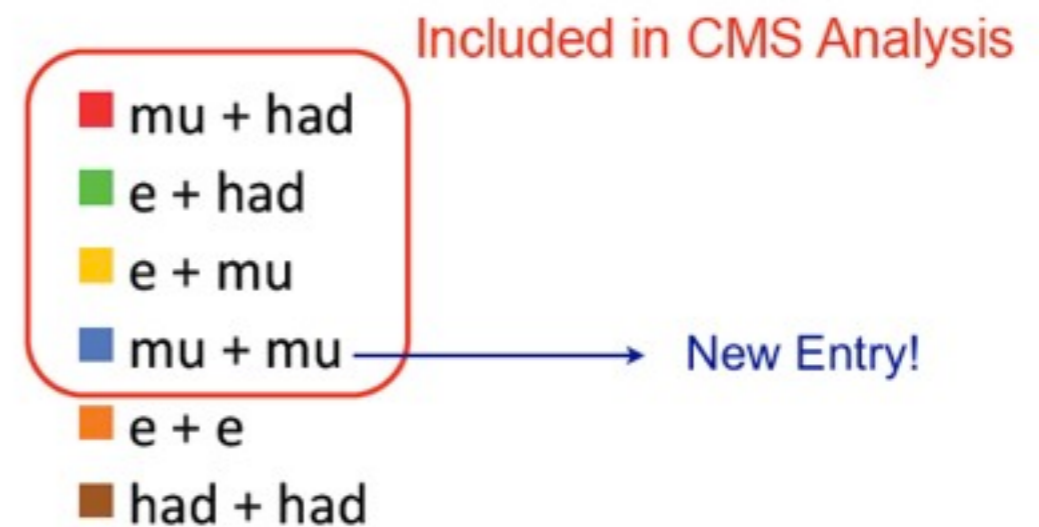 Included in CMS Analysis
mu + had
e + had
e + mu
mu + mu
New Entry!
e + e
had + had